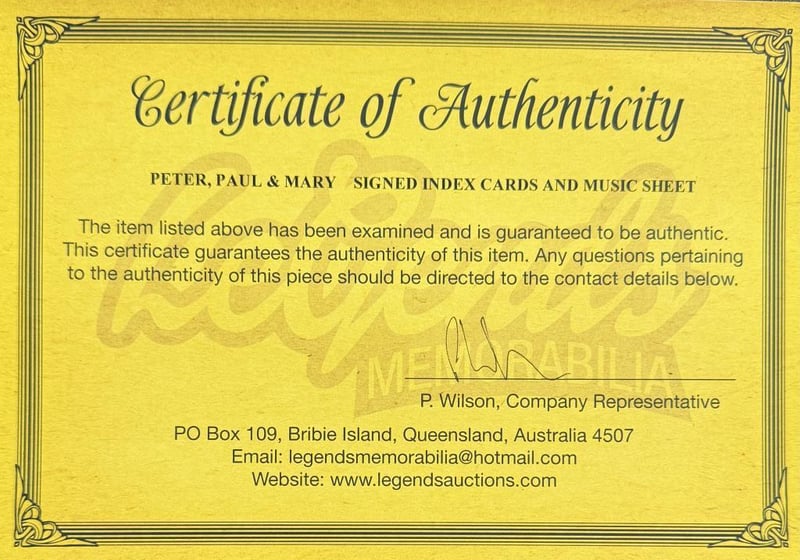 Certificate of Authenticity
PETER, PAUL & MARY SIGNED INDEX CARDS AND MUSIC SHEET
The item listed above has been examined and is guaranteed to be authentic.
This certificate guarantees the authenticity of this item. Any questions pertaining
to the authenticity of this piece should be directed to the contact details below.
Legends
MEMORABILIA
P. Wilson, Company Representative
PO Box 109, Bribie Island, Queensland, Australia 4507
Email: legendsmemorabilia@hotmail.com
Website: www.legendsauctions.com